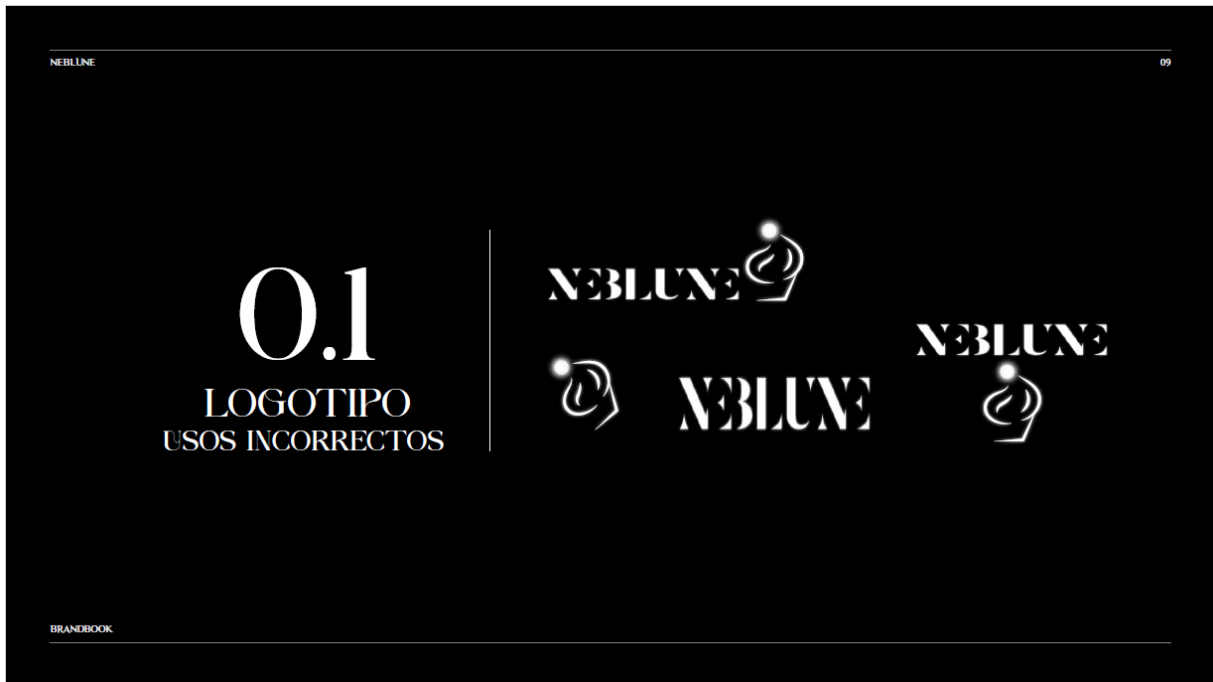 NEBLUNE
09
0.1
LOGOTIPO
USOS INCORRECTOS
NEBLUNE
NEBLUNE
NEBLUNE
BRANDBOOK